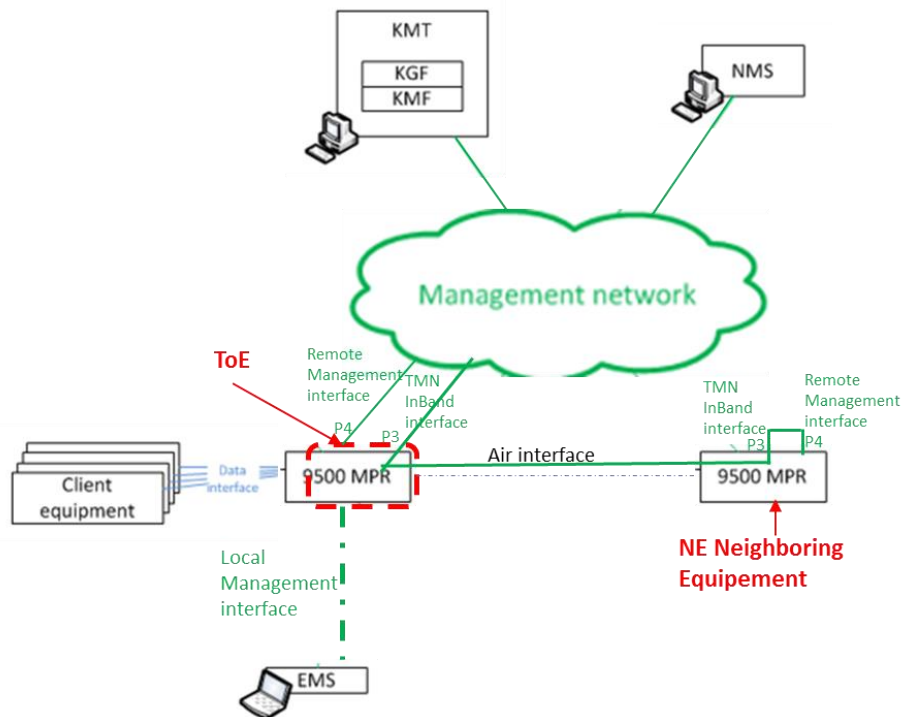 KMT
KGF
KMF
NMS
Management network
ToE
Remote
Management
interface
TMN
InBand
interface
P4
P3
TMN
InBand
interface
Remote
Management
interface
P3
P4
Air interface
Client
equipment
Data
interface
9500 MPR
9500 MPR
NE Neighboring
Equipement
Local
Management
interface
EMS